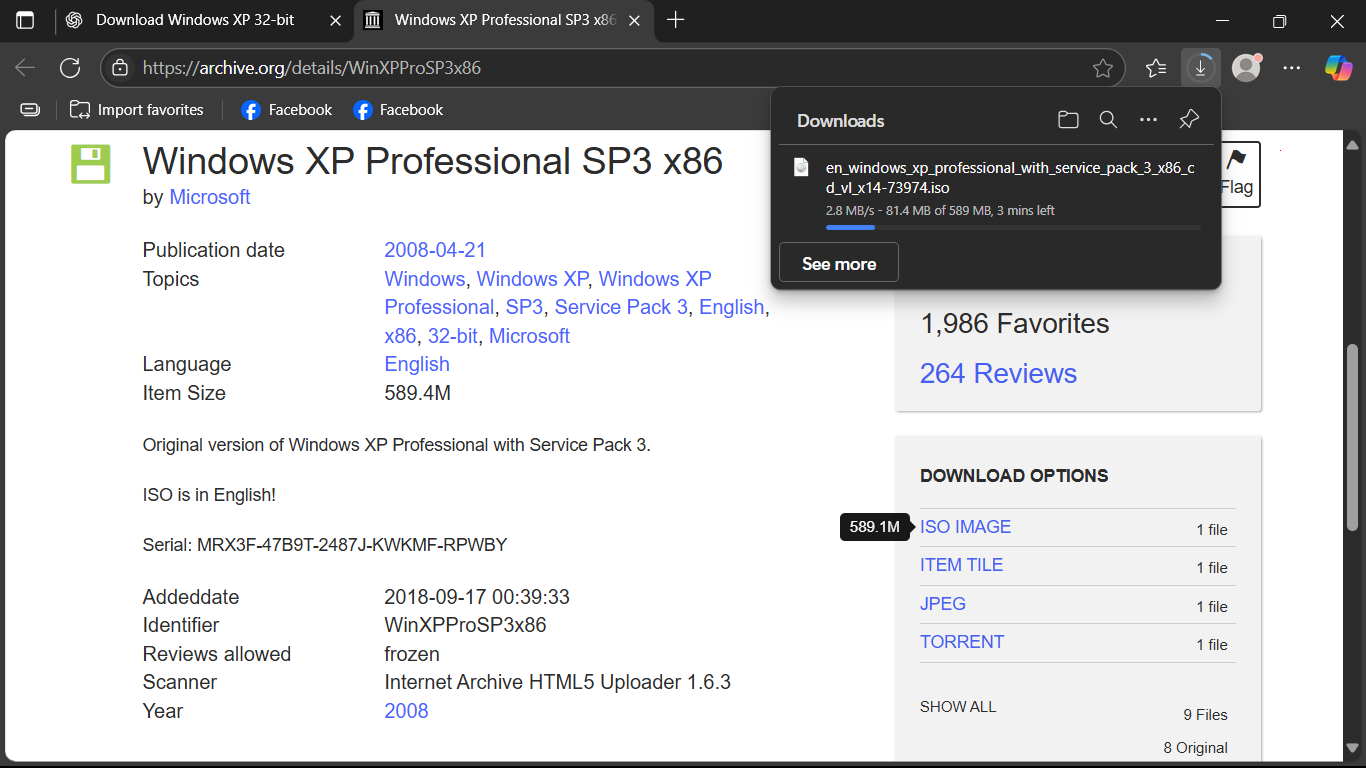 Download Windows XP 32-bit
Windows XP Professional SP3 x86
https://archive.org/details/WinXPProSP3x86
Import favorites
Facebook
Facebook
Downloads
en_windows_xp_professional_with_service_pack_3_x86_c
d_vl_x14-73974.iso
2.8 MB/s - 81.4 MB of 589 MB, 3 mins left
See more
Flag
Windows XP Professional SP3 x86
by Microsoft
Publication date 2008-04-21
Topics Windows, Windows XP, Windows XP
Professional, SP3, Service Pack 3, English,
x86, 32-bit, Microsoft
Language English
Item Size 589.4M
Original version of Windows XP Professional with Service Pack 3.
ISO is in English!
Serial: MRX3F-47B9T-2487J-KWKMF-RPWBY
Addeddate 2018-09-17 00:39:33
Identifier WinXPProSP3x86
Reviews allowed frozen
Scanner Internet Archive HTML5 Uploader 1.6.3
Year 2008
1,986 Favorites
264 Reviews
DOWNLOAD OPTIONS
589.1M
ISO IMAGE 1 file
ITEM TILE 1 file
JPEG 1 file
TORRENT 1 file
SHOW ALL 9 Files
8 Original